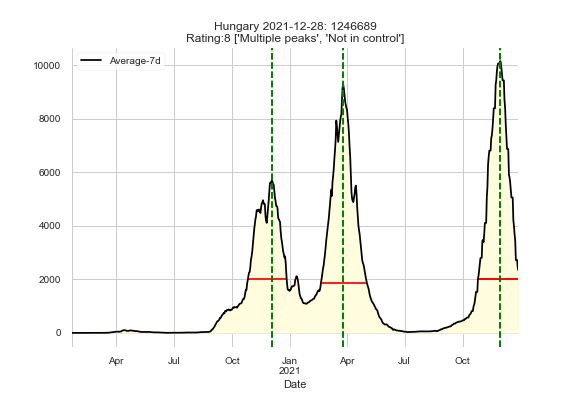 Hungary 2021-12-28: 1246689
Rating:8 ['Multiple peaks', 'Not in control']
Average-7d
10000
8000
6000
4000
2000
0
Apr Jul Oct Jan Apr Jul Oct
2021
Date